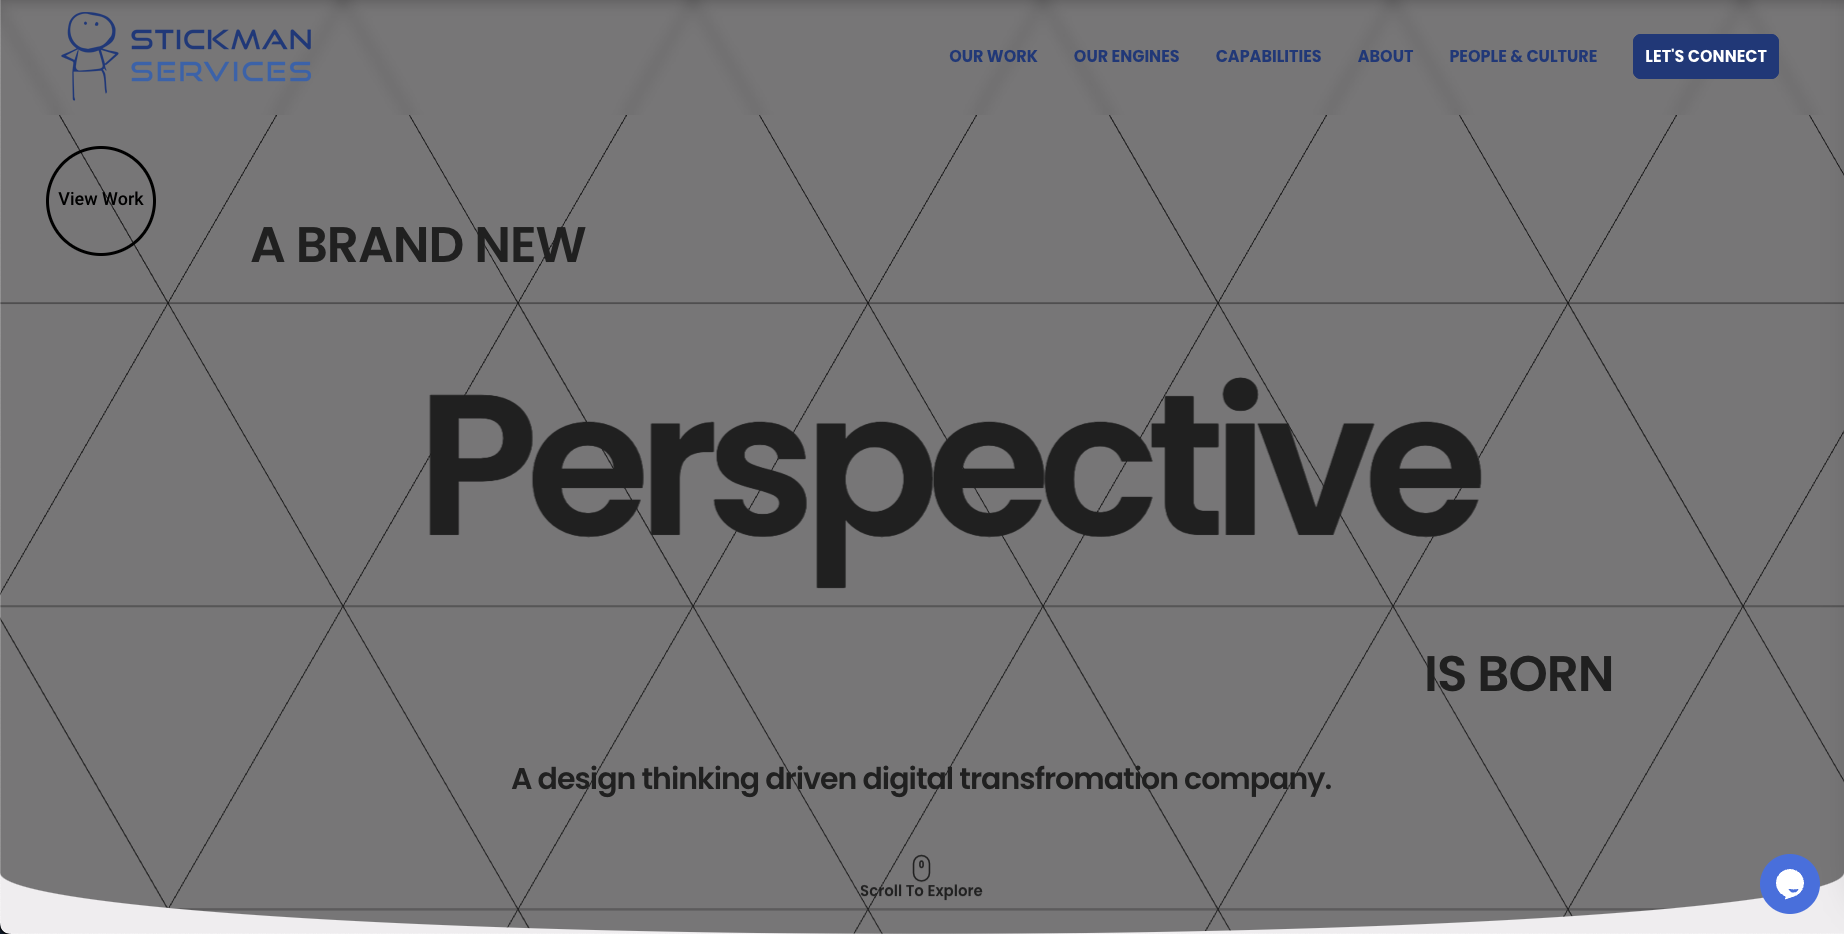 STICKMAN
SERVICES
OUR WORK
OUR ENGINES
CAPABILITIES
ABOUT
PEOPLE & CULTURE
LET'S CONNECT
View Work
A BRAND NEW
Perspective
IS BORN
A design thinking driven digital transfromation company.
Scroll To Explore